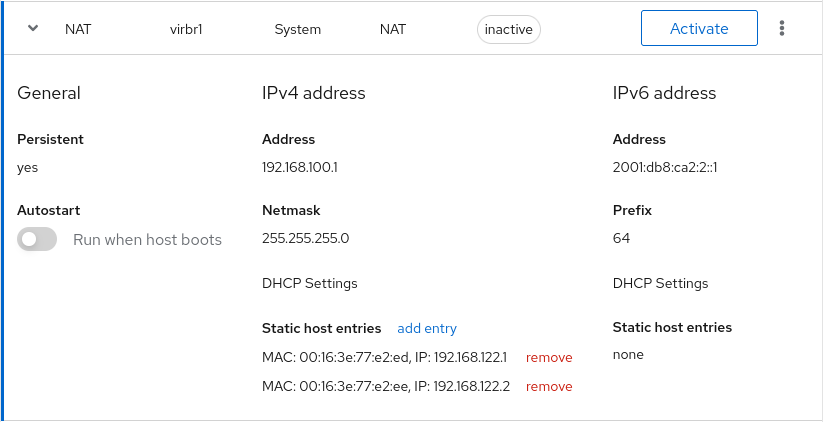 NAT virbr1 System NAT inactive Activate
General
Persistent
yes
Autostart
Run when host boots
IPv4 address
Address
192.168.100.1
Netmask
255.255.255.0
DHCP Settings
Static host entries add entry
MAC: 00:16:3e:77:e2:ed, IP: 192.168.122.1 remove
MAC: 00:16:3e:77:e2:ee, IP: 192.168.122.2 remove
IPv6 address
Address
2001:db8:ca2:2::1
Prefix
64
DHCP Settings
Static host entries
none